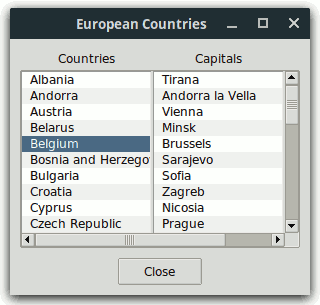 European Countries
Countries Capitals
Albania Tirana
Andorra Andorra la Vella
Austria Vienna
Belarus Minsk
Belgium Brussels
Bosnia and Herzego Sarajevo
Bulgaria Sofia
Croatia Zagreb
Cyprus Nicosia
Czech Republic Prague
Close